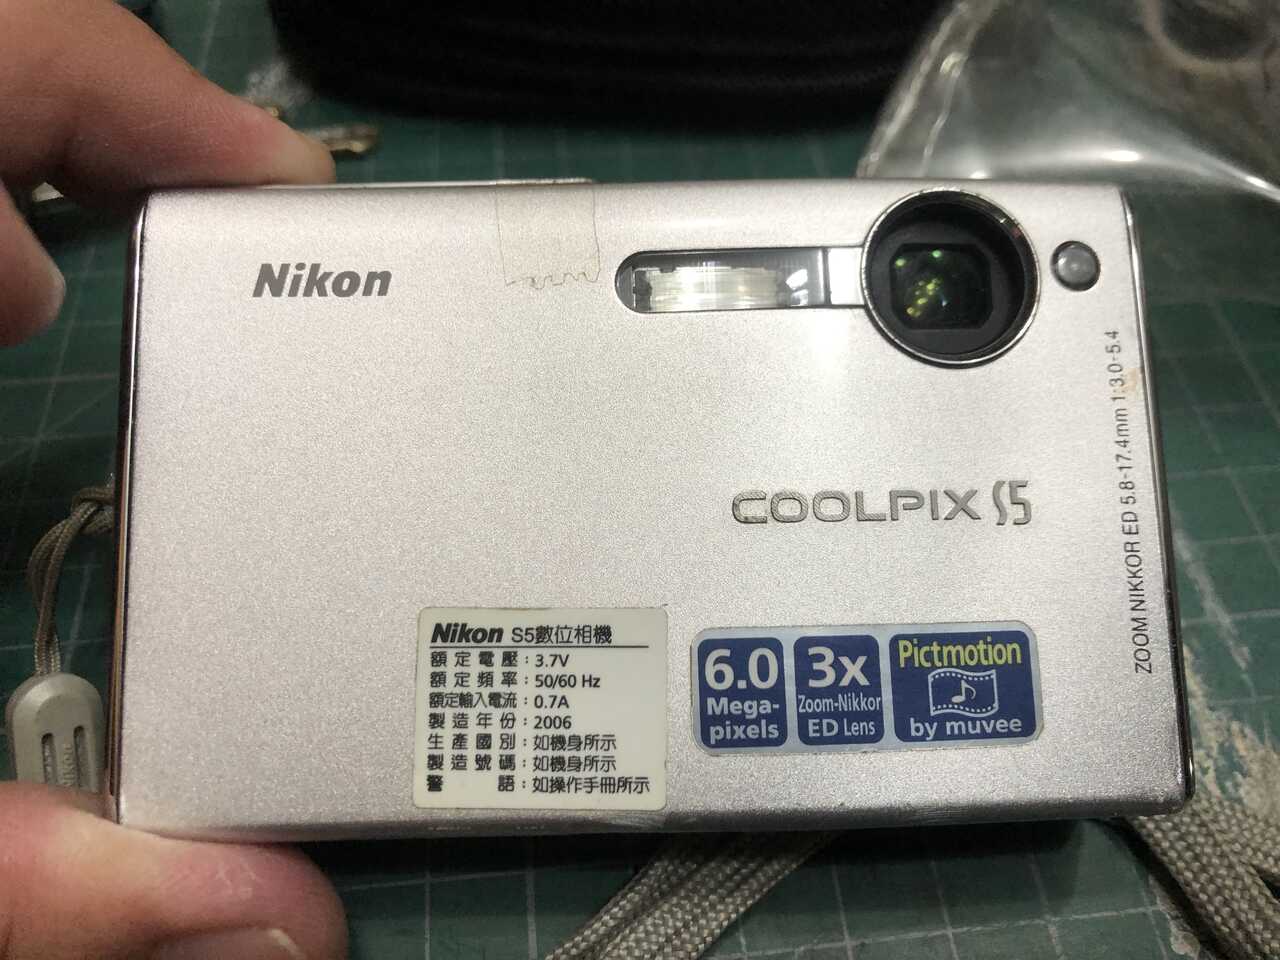 Nikon
COOLPIX S5
ZOOM NIKKOR ED 5.8-17.4mm 1:3.0-5.4
Nikon S5數位相機
額定電壓：3.7V
額定頻率：50/60 Hz
額定輸入電流：0.7A
製造年份：2006
生產國別：如機身所示
製造號碼：如機身所示
警語：如操作手冊所示
6.0
Mega-
pixels
3x
Zoom-Nikkor
ED Lens
Pictmotion
by muvee
Nikon